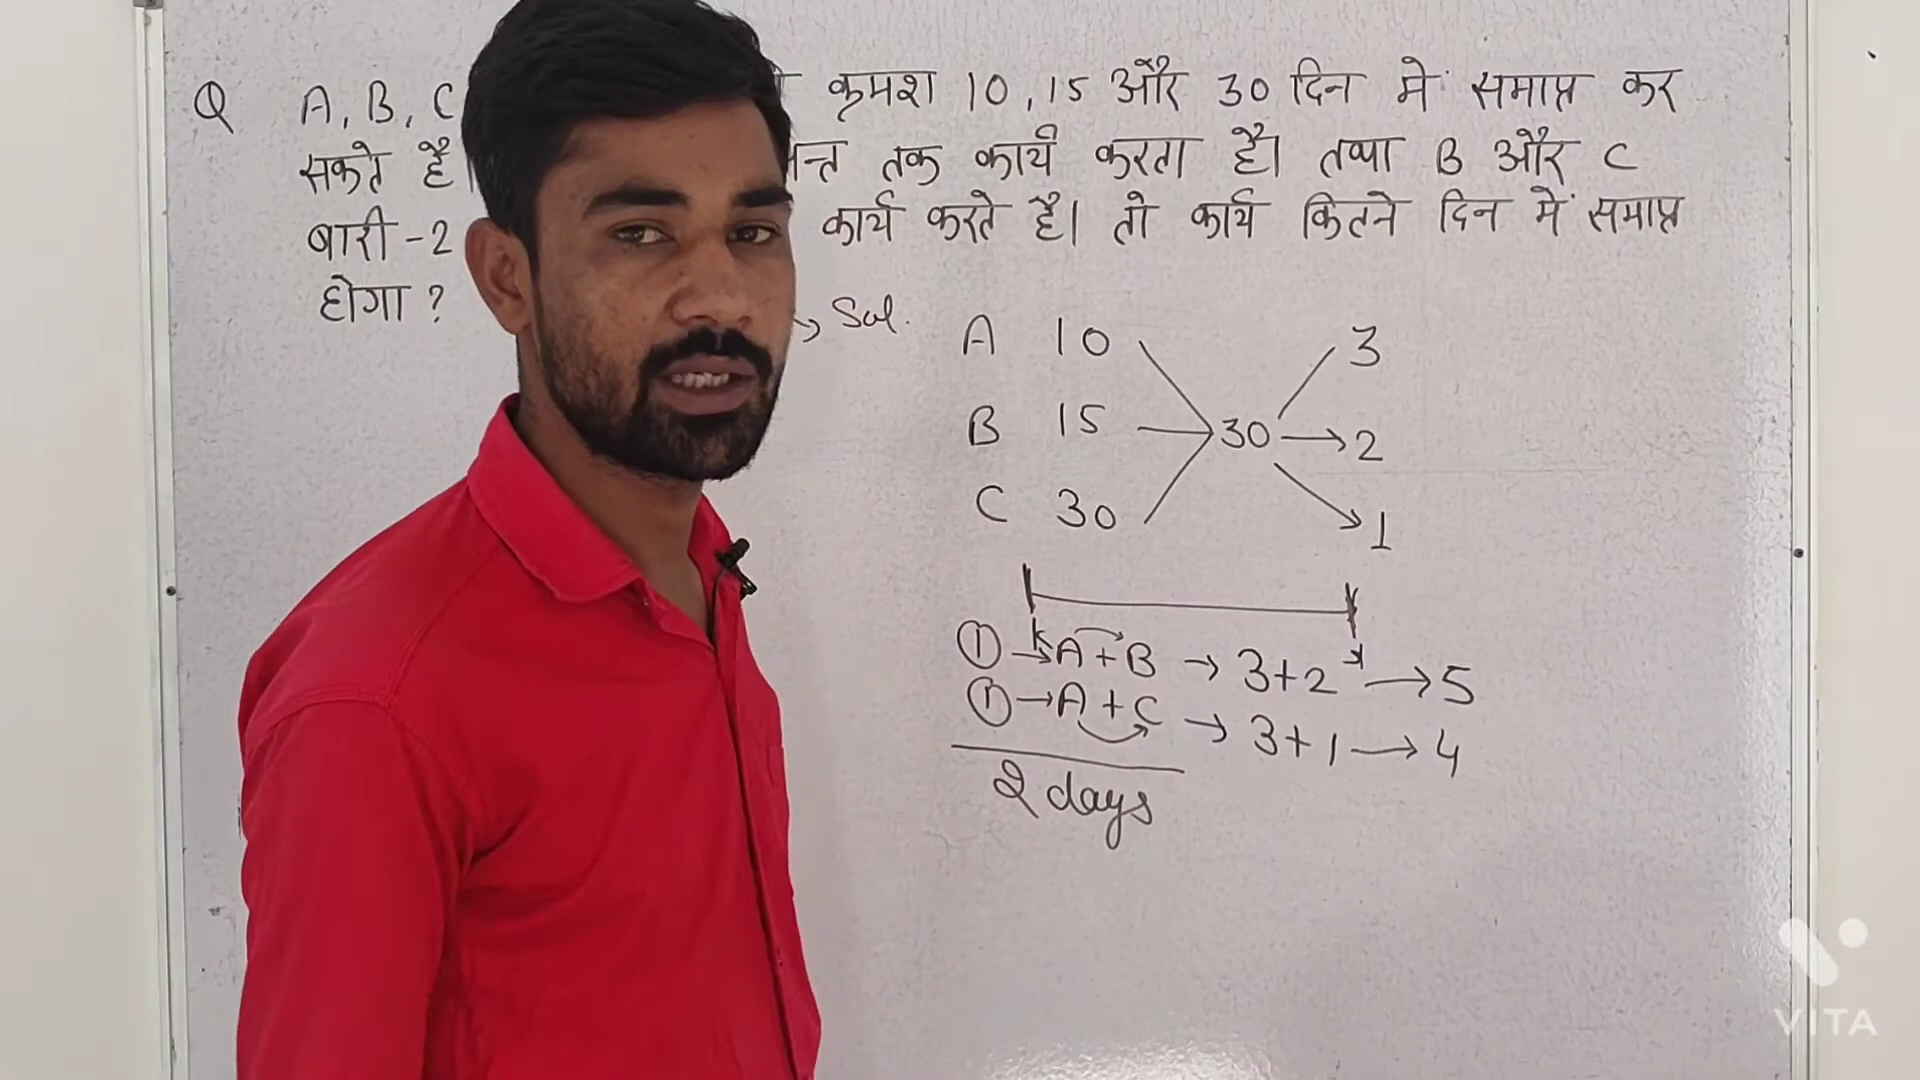 Q A, B, C क्रमश 10, 15 और 30 दिन में समाप्त कर
सकते है। तक कार्य करता है। तथा B और C
बारी-2 कार्य करते है। तो कार्य कितने दिन में समाप्त
होगा ?
→ Sol.
A 10 3
B 15 30 → 2
C 30 1
① → A + B → 3+2 → 5
① → A + C → 3+1 → 4
2 days
VITA